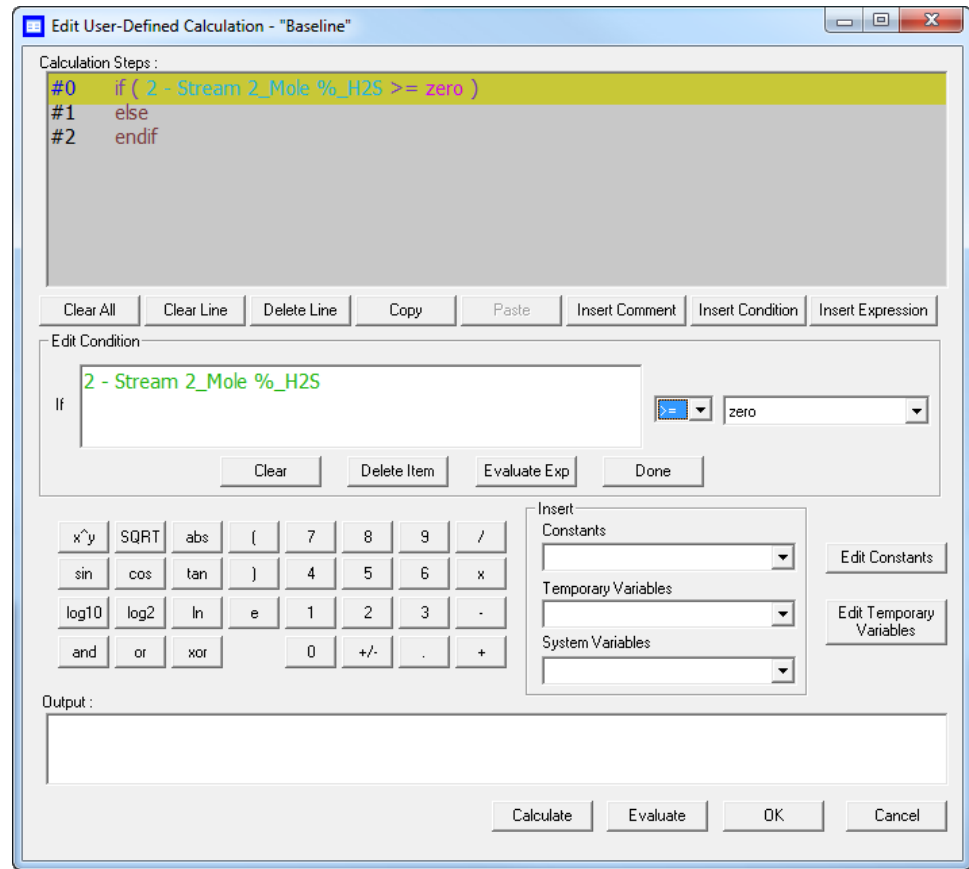 Edit User-Defined Calculation - "Baseline"
Calculation Steps :
#0 if ( 2 - Stream 2_Mole %_H2S >= zero )
#1 else
#2 endif
Clear All Clear Line Delete Line Copy Paste Insert Comment Insert Condition Insert Expression
Edit Condition
2 - Stream 2_Mole %_H2S
If >= zero
Clear Delete Item Evaluate Exp Done
Insert
x^y SQRT abs ( 7 8 9 / Constants
Edit Constants
sin cos tan ) 4 5 6 x
Temporary Variables
log10 log2 ln e 1 2 3 - Edit Temporary
Variables
System Variables
and or xor 0 +/- . +
Output :
Calculate Evaluate OK Cancel